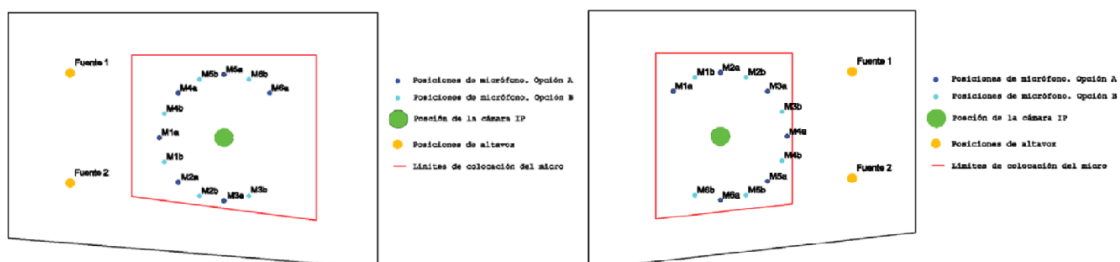 Fuente 1
M5a
M5b
M6b
M4a
M6a
M4b
M1a
M1b
M2a
Fuente 2
M2b
M3a
M3b
Posiciones de micrófono. Opción A
Posiciones de micrófono. Opción B
Posción de la cámara IP
Posiciones de altavoz
Límites de colocación del micro
M2a
M1b
M2b
Fuente 1
M1a
M3a
M3b
M4a
M4b
M5a
Fuente 2
M6b
M6a
M5b
Posiciones de micrófono. Opción A
Posiciones de micrófono. Opción B
Posción de la cámara IP
Posiciones de altavoz
Límites de colocación del micro